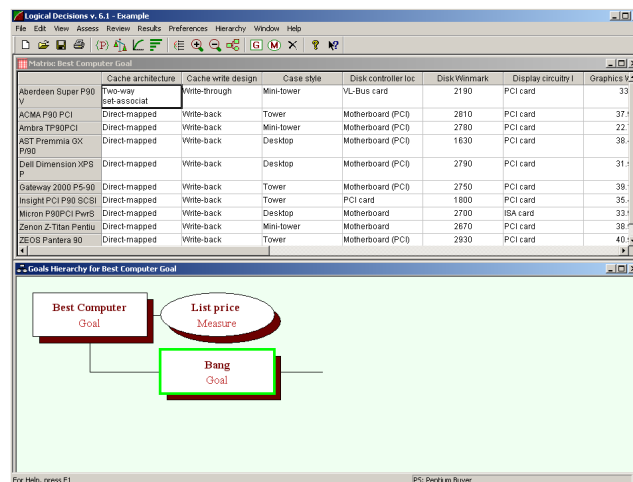 Logical Decisions v. 6.1 - Example
File Edit View Assess Review Results Preferences Hierarchy Window Help
Matrix: Best Computer Goal
Cache architecture Cache write design Case style Disk controller loc Disk Winmark Display circuitry l Graphics
Aberdeen Super P90 V Two-way set-associat Write-through Mini-tower VL-Bus card 2190 PCI card 33
ACMA P90 PCI Direct-mapped Write-back Tower Motherboard (PCI) 2810 PCI card 37.
Ambra TP90PCI Direct-mapped Write-back Mini-tower Motherboard (PCI) 2780 PCI card 22.
AST Premmia GX P/90 Direct-mapped Write-back Desktop Motherboard (PCI) 1630 PCI card 38.
Dell Dimension XPS P Direct-mapped Write-back Desktop Motherboard (PCI) 2790 PCI card 31.
Gateway 2000 P5-90 Direct-mapped Write-back Tower Motherboard (PCI) 2750 PCI card 39.
Insight PCI P90 SCSI Direct-mapped Write-back Tower PCI card 1800 PCI card 35.
Micron P90PCI PwrS Direct-mapped Write-back Desktop Motherboard 2700 ISA card 33.
Zenon Z-Titan Pentiu Direct-mapped Write-back Mini-tower Motherboard 2670 PCI card 38.
ZEOS Pantera 90 Direct-mapped Write-back Tower Motherboard (PCI) 2930 PCI card 40.
Goals Hierarchy for Best Computer Goal
Best Computer
Goal
List price
Measure
Bang
Goal
For Help, press F1 P5: Pentium Buyer